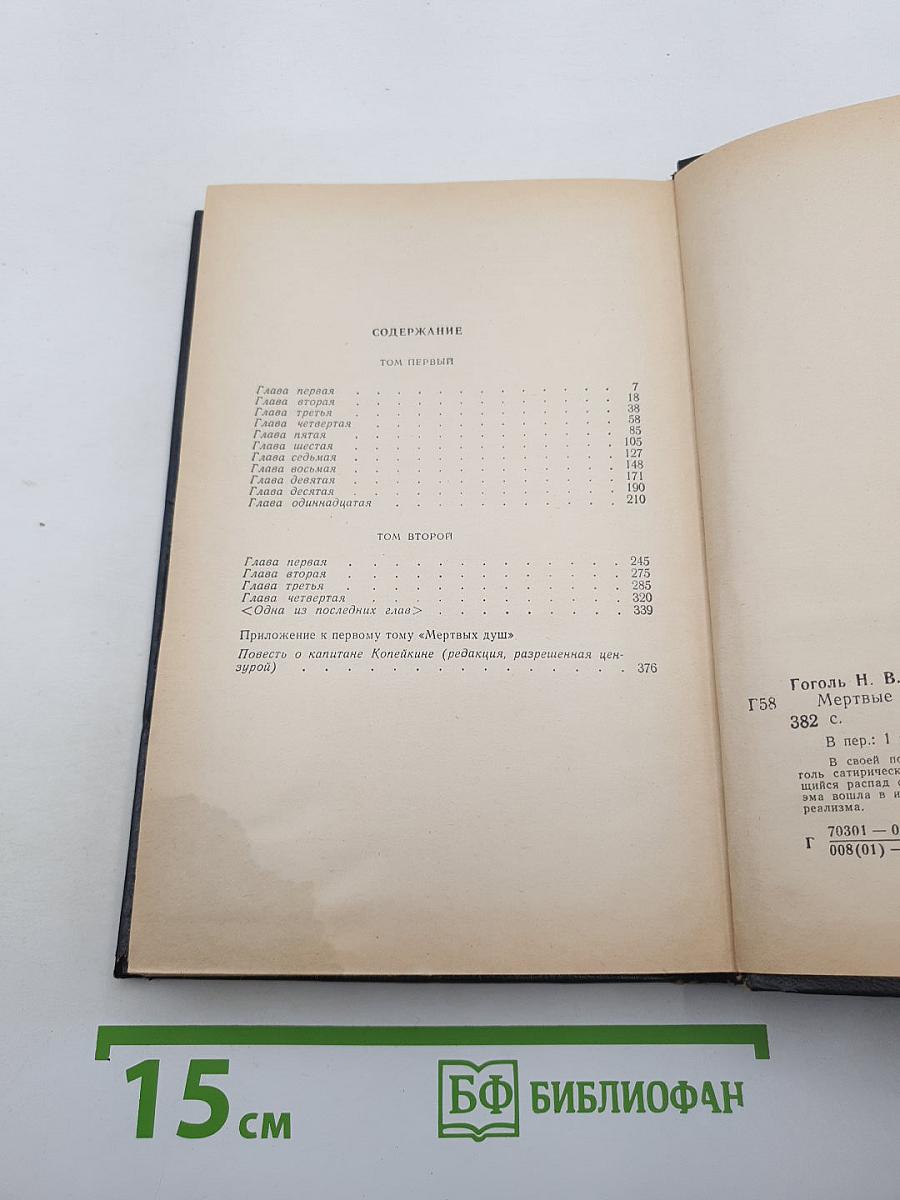 СОДЕРЖАНИЕ
ТОМ ПЕРВЫЙ
Глава первая . . . . . . . . . . . . . 7
Глава вторая . . . . . . . . . . . . . 18
Глава третья . . . . . . . . . . . . . 38
Глава четвертая . . . . . . . . . . . . 58
Глава пятая . . . . . . . . . . . . . 85
Глава шестая . . . . . . . . . . . . . 105
Глава седьмая . . . . . . . . . . . . . 127
Глава восьмая . . . . . . . . . . . . . 148
Глава девятая . . . . . . . . . . . . . 171
Глава десятая . . . . . . . . . . . . . 190
Глава одиннадцатая . . . . . . . . . . . 210
ТОМ ВТОРОЙ
Глава первая . . . . . . . . . . . . . 245
Глава вторая . . . . . . . . . . . . . 275
Глава третья . . . . . . . . . . . . . 285
Глава четвертая . . . . . . . . . . . . 320
<Одна из последних глав> . . . . . . . . . 339
Приложение к первому тому «Мертвых душ»
Повесть о капитане Копейкине (редакция, разрешенная цен-
зурой) . . . . . . . . . . . . . . . 376
Гоголь Н. В.
Г58 Мертвые
382 с.
В пер.: 1
В своей по
голь сатирическ
щийся распад
эма вошла в и
реализма.
Г 70301 — 0
008(01) —
15 см
БФ БИБЛИОФАН